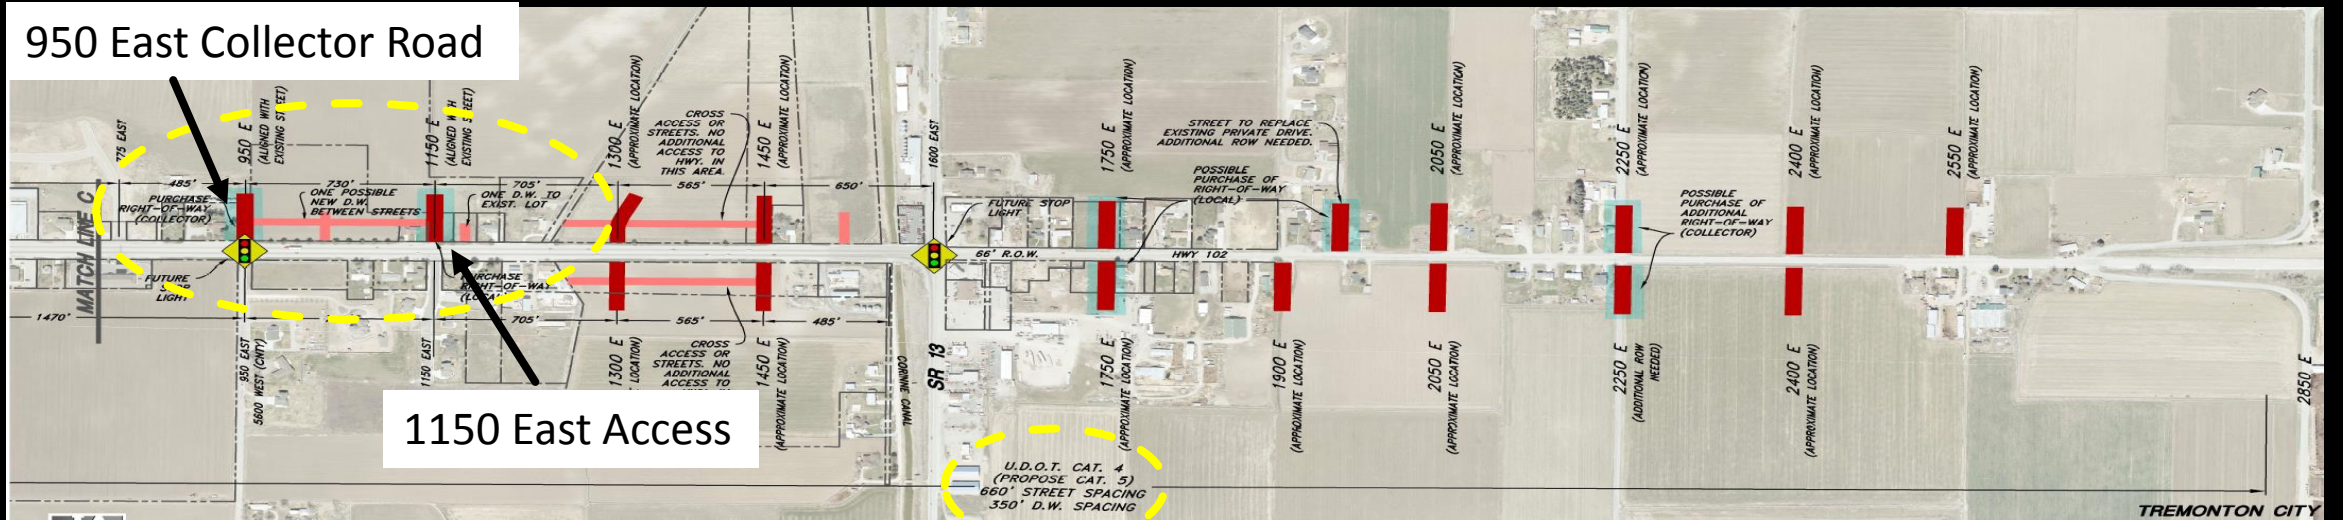 950 East Collector Road
775 EAST
950 E
(ALIGNED WITH
EXISTING STREET)
1150 E
(ALIGNED WITH
EXISTING STREET)
1300 E
(APPROXIMATE LOCATION)
CROSS
ACCESS OR
STREETS. NO
ADDITIONAL
ACCESS TO
HWY. IN
THIS AREA.
1450 E
(APPROXIMATE LOCATION)
1600 EAST
1750 E
(APPROXIMATE LOCATION)
STREET TO REPLACE
EXISTING PRIVATE DRIVE.
ADDITIONAL ROW NEEDED.
2050 E
(APPROXIMATE LOCATION)
2250 E
(APPROXIMATE LOCATION)
2400 E
(APPROXIMATE LOCATION)
2550 E
(APPROXIMATE LOCATION)
485'
730'
705'
565'
650'
PURCHASE
RIGHT-OF-WAY
(COLLECTOR)
ONE POSSIBLE
NEW D.W.
BETWEEN STREETS
ONE D.W. TO
EXIST. LOT
FUTURE STOP
LIGHT
POSSIBLE
PURCHASE OF
RIGHT-OF-WAY
(LOCAL)
POSSIBLE
PURCHASE OF
ADDITIONAL
RIGHT-OF-WAY
(COLLECTOR)
MATCH LINE C
66' R.O.W.
HWY 102
FUTURE
STOP
LIGHT
PURCHASE
RIGHT-OF-WAY
1470'
705'
565'
485'
950 EAST
5600 WEST (CNTY)
1150 EAST
1300 E
LOCATION)
CROSS
ACCESS OR
STREETS. NO
ADDITIONAL
ACCESS TO
1450 E
(APPROXIMATE LOCATION)
CORINNE CANAL
SR 13
1750 E
(APPROXIMATE LOCATION)
1900 E
(APPROXIMATE LOCATION)
2050 E
(APPROXIMATE LOCATION)
2250 E
(ADDITIONAL ROW
NEEDED)
2400 E
(APPROXIMATE LOCATION)
2850 E
1150 East Access
U.D.O.T. CAT. 4
(PROPOSE CAT. 5)
660' STREET SPACING
350' D.W. SPACING
TREMONTON CITY